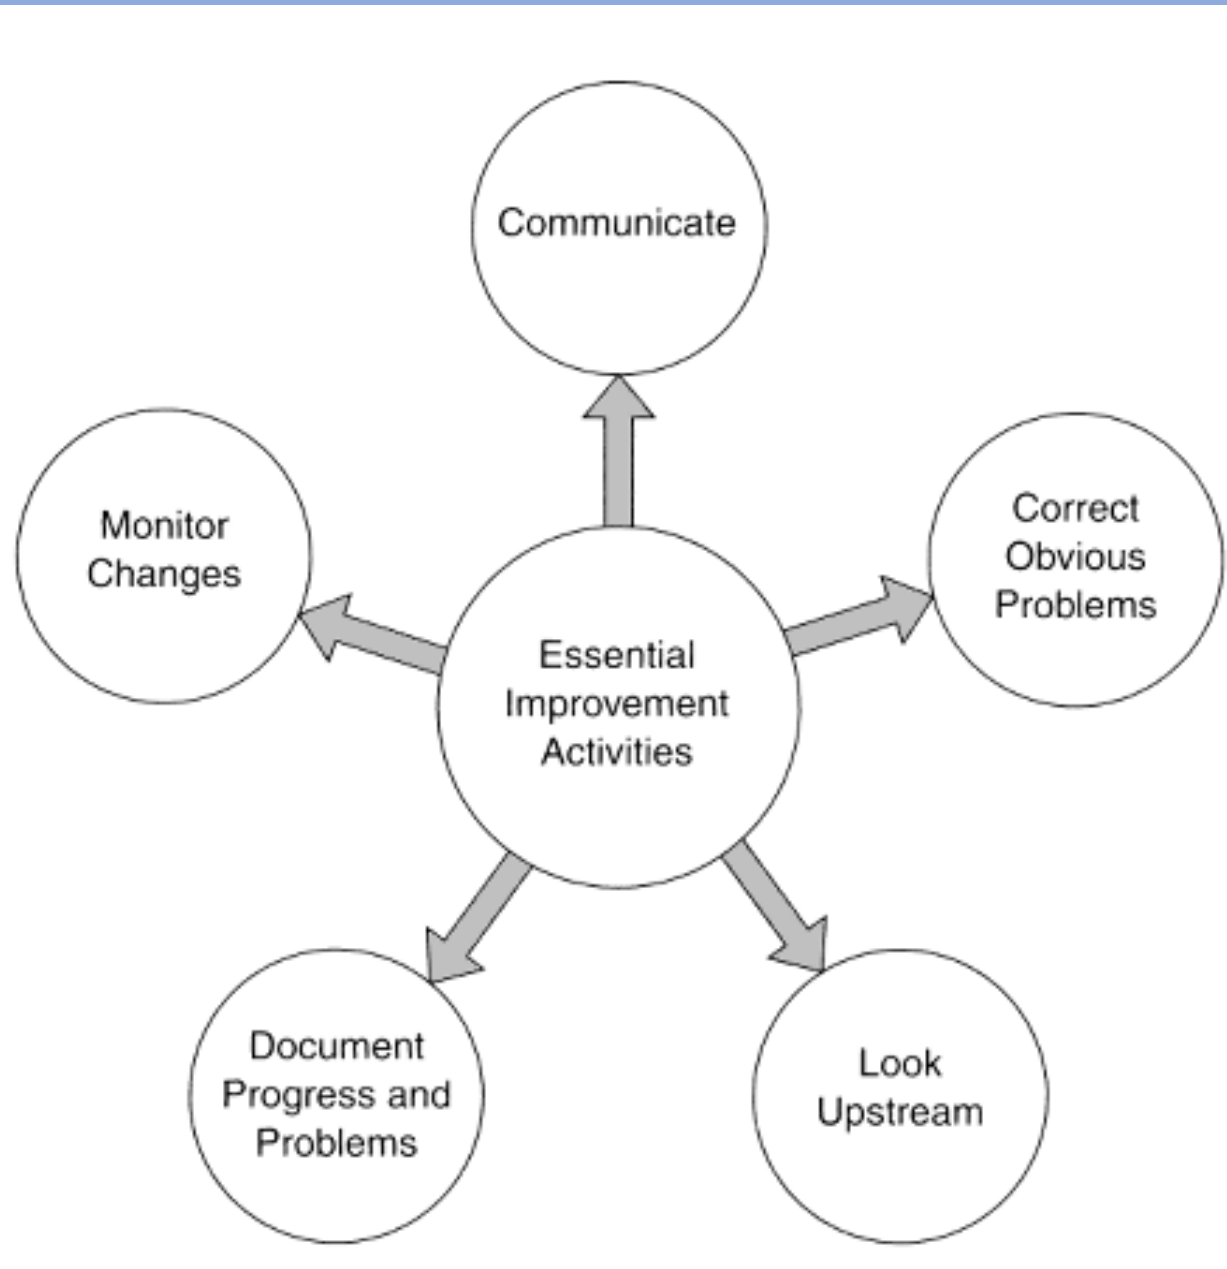 Communicate
Correct
Obvious
Problems
Look
Upstream
Document
Progress and
Problems
Monitor
Changes
Essential
Improvement
Activities